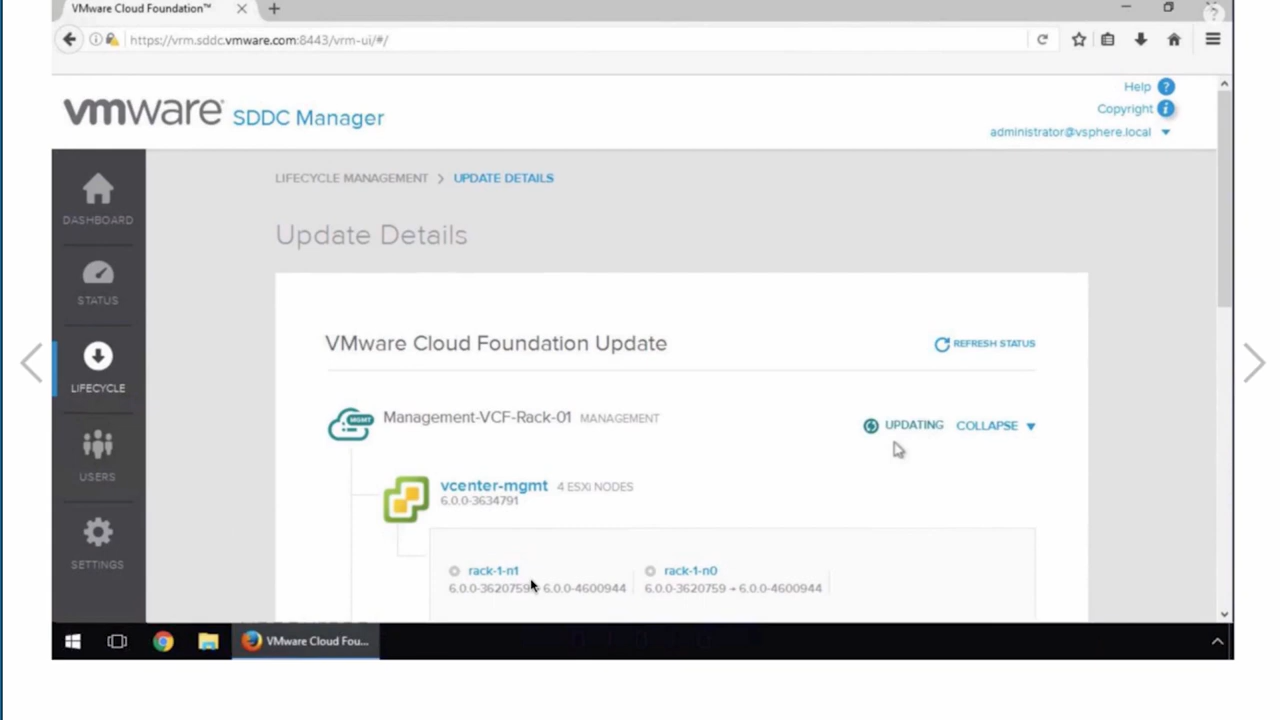 VMware Cloud Foundation™
https://vrm.sddc.vmware.com:8443/vrm-ui/#/
vmware SDDC Manager
Help ?
Copyright i
administrator@vsphere.local
DASHBOARD
STATUS
LIFECYCLE
USERS
SETTINGS
LIFECYCLE MANAGEMENT > UPDATE DETAILS
Update Details
VMware Cloud Foundation Update
REFRESH STATUS
MGMT
Management-VCF-Rack-01 MANAGEMENT
UPDATING COLLAPSE
vcenter-mgmt 4 ESXi NODES
6.0.0-3634791
rack-1-n1
6.0.0-3620759 6.0.0-4600944
rack-1-n0
6.0.0-3620759 → 6.0.0-4600944
VMware Cloud Fou...